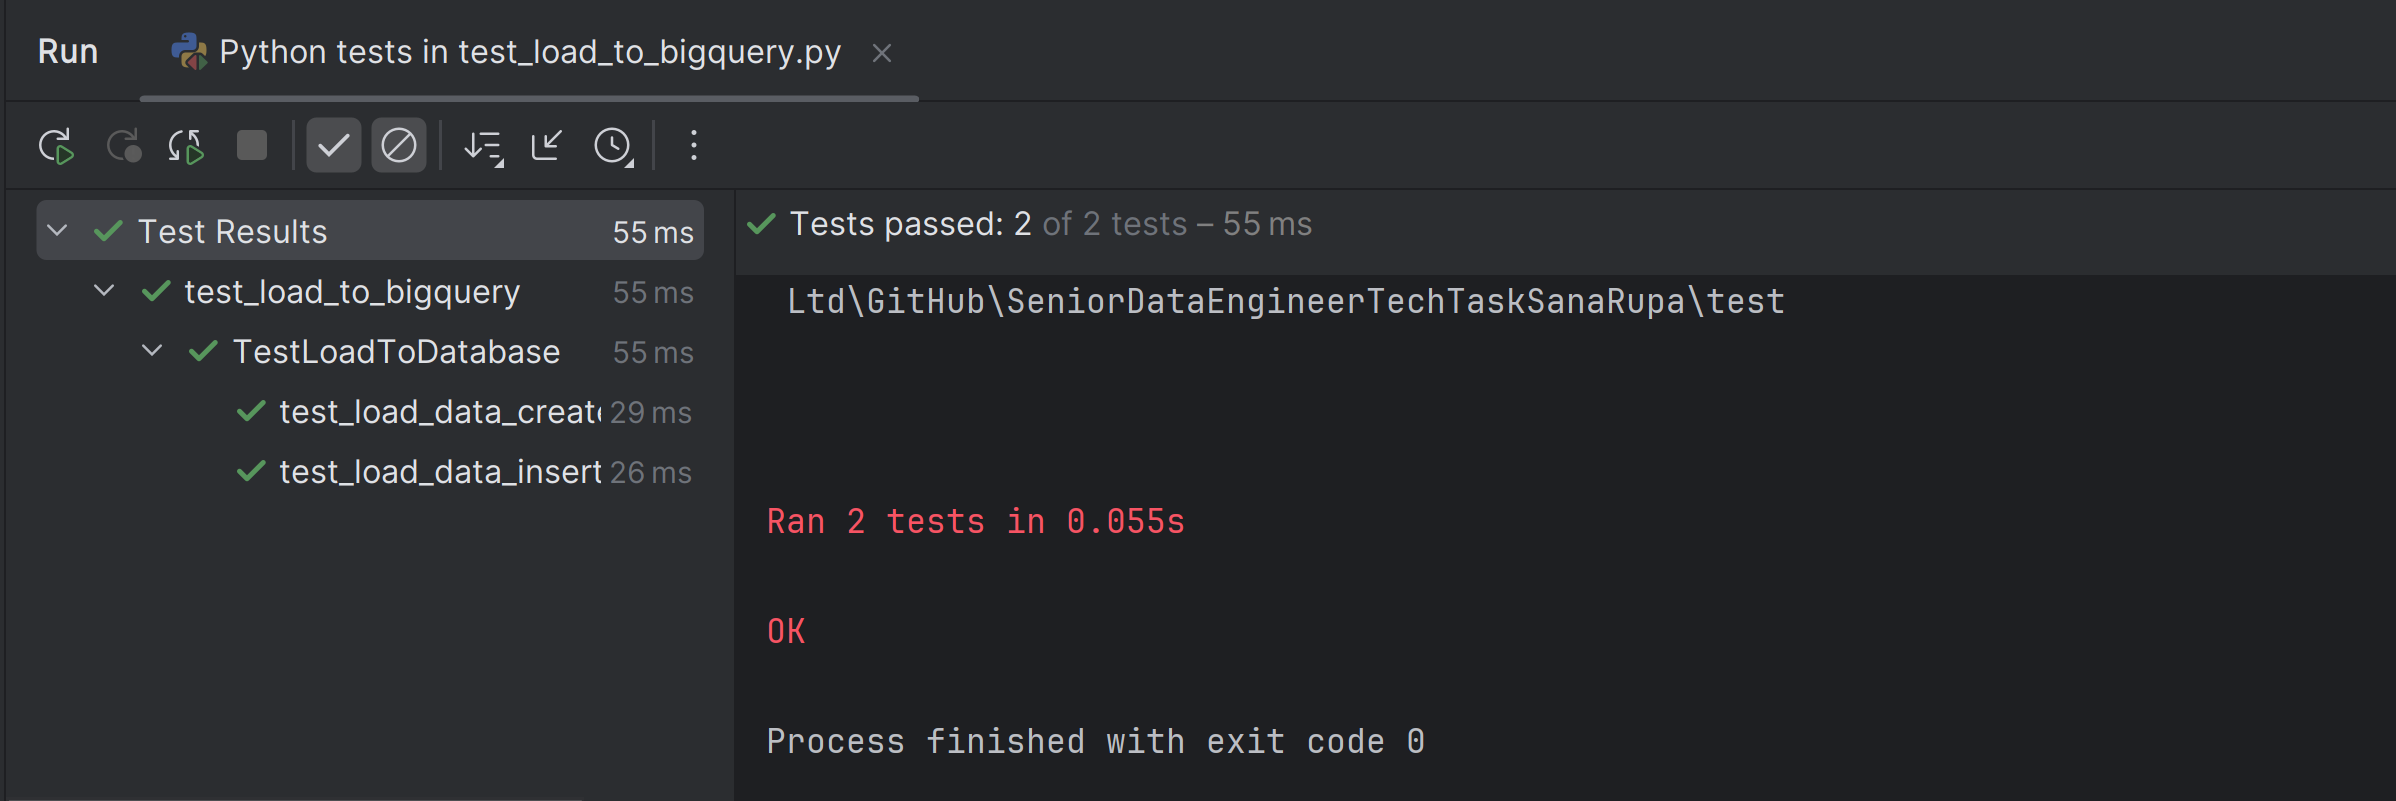 Run Python tests in test_load_to_bigquery.py
Test Results 55 ms
test_load_to_bigquery 55 ms
TestLoadToDatabase 55 ms
test_load_data_create 29 ms
test_load_data_insert 26 ms
Tests passed: 2 of 2 tests – 55 ms
Ltd\GitHub\SeniorDataEngineerTechTaskSanaRupa\test
Ran 2 tests in 0.055s
OK
Process finished with exit code 0